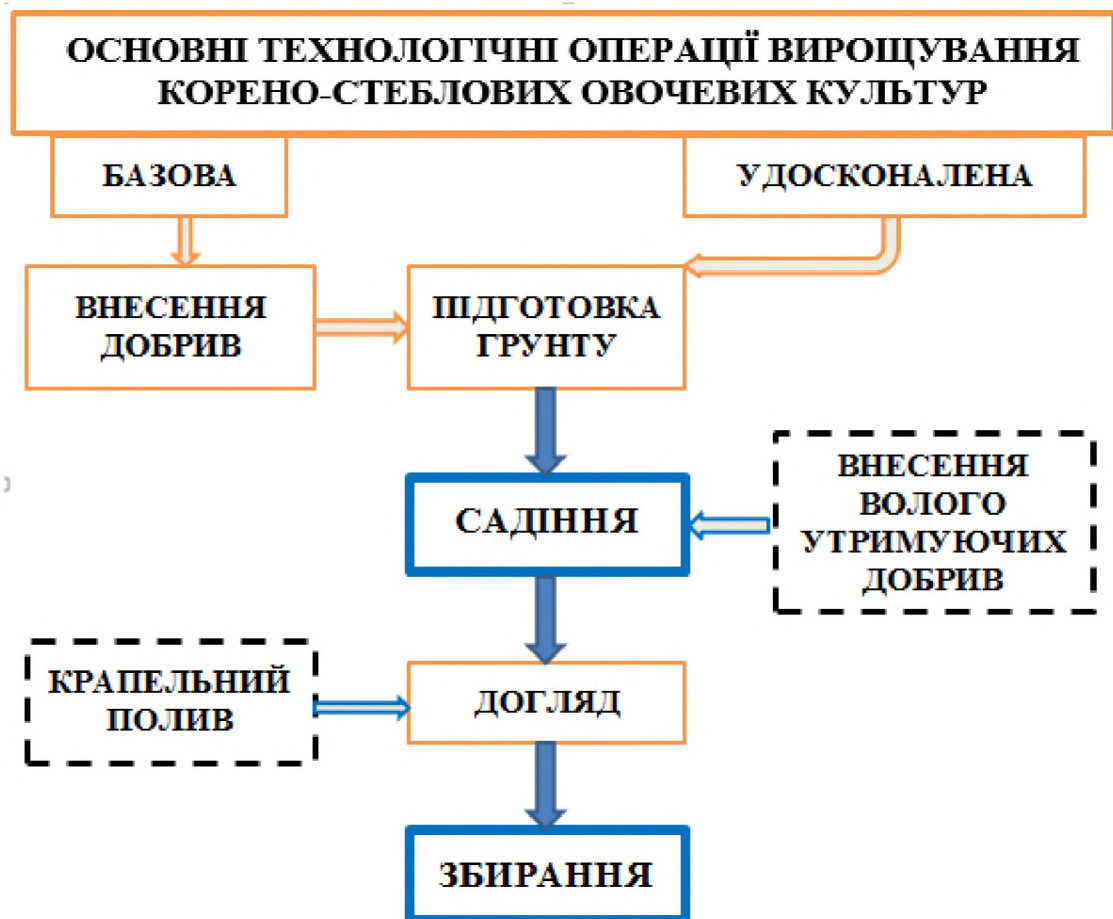 ОСНОВНІ ТЕХНОЛОГІЧНІ ОПЕРАЦІЇ ВИРОЩУВАННЯ
КОРЕНО-СТЕБЛОВИХ ОВОЧЕВИХ КУЛЬТУР
БАЗОВА
УДОСКОНАЛЕНА
ВНЕСЕННЯ
ДОБРИВ
ПІДГОТОВКА
ГРУНТУ
САДІННЯ
ВНЕСЕННЯ
ВОЛОГО
УТРИМУЮЧИХ
ДОБРИВ
КРАПЕЛЬНИЙ
ПОЛИВ
ДОГЛЯД
ЗБИРАННЯ